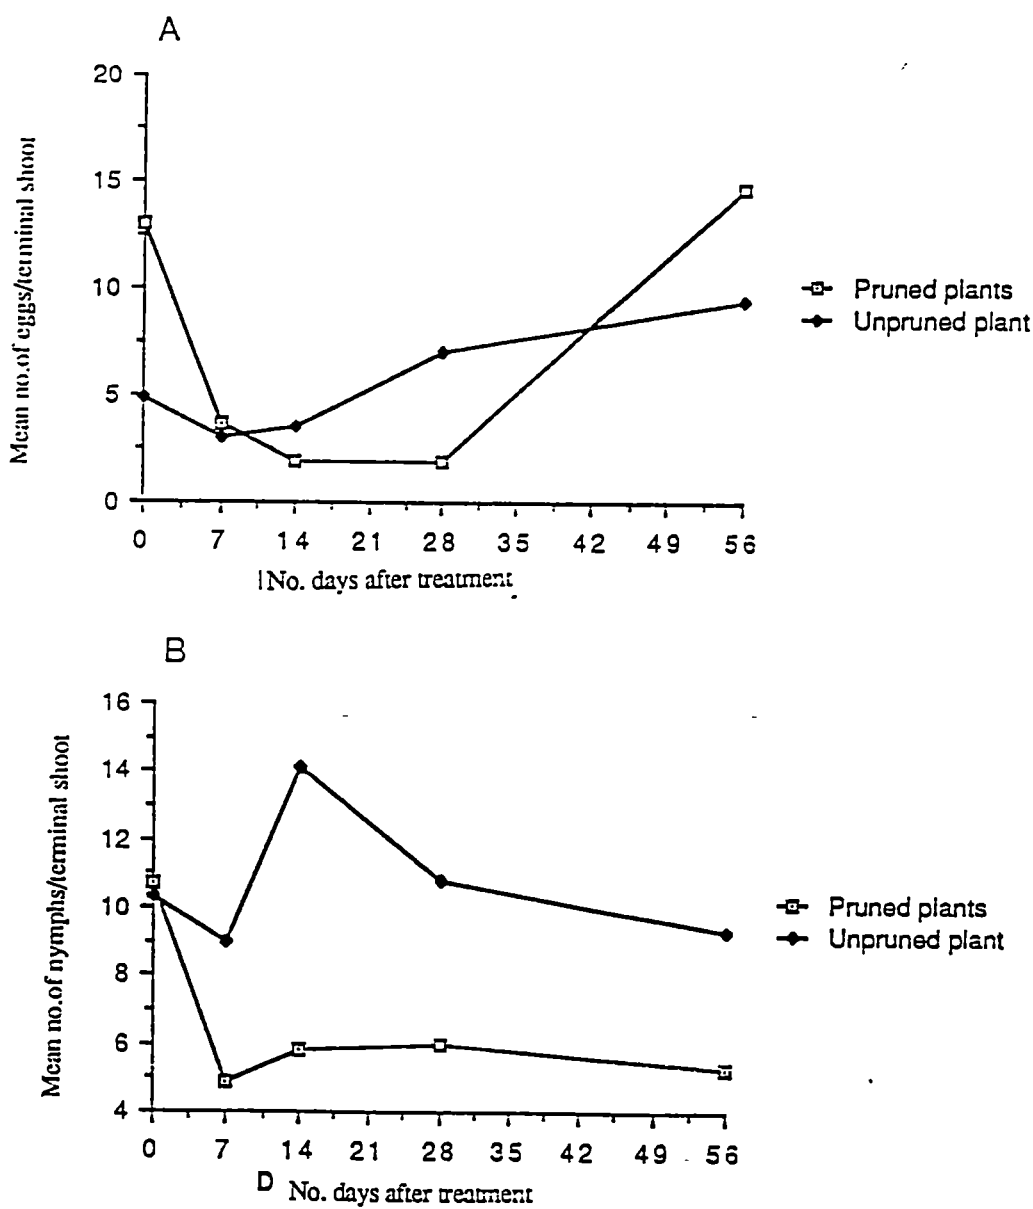 A
Mean no.of eggs/terminal shoot
20
15
10
5
0
0 7 14 21 28 35 42 49 56
No. days after treatment
Pruned plants
Unpruned plant
B
Mean no.of nymphs/terminal shoot
16
14
12
10
8
6
4
0 7 14 21 28 35 42 49 56
D No. days after treatment
Pruned plants
Unpruned plant